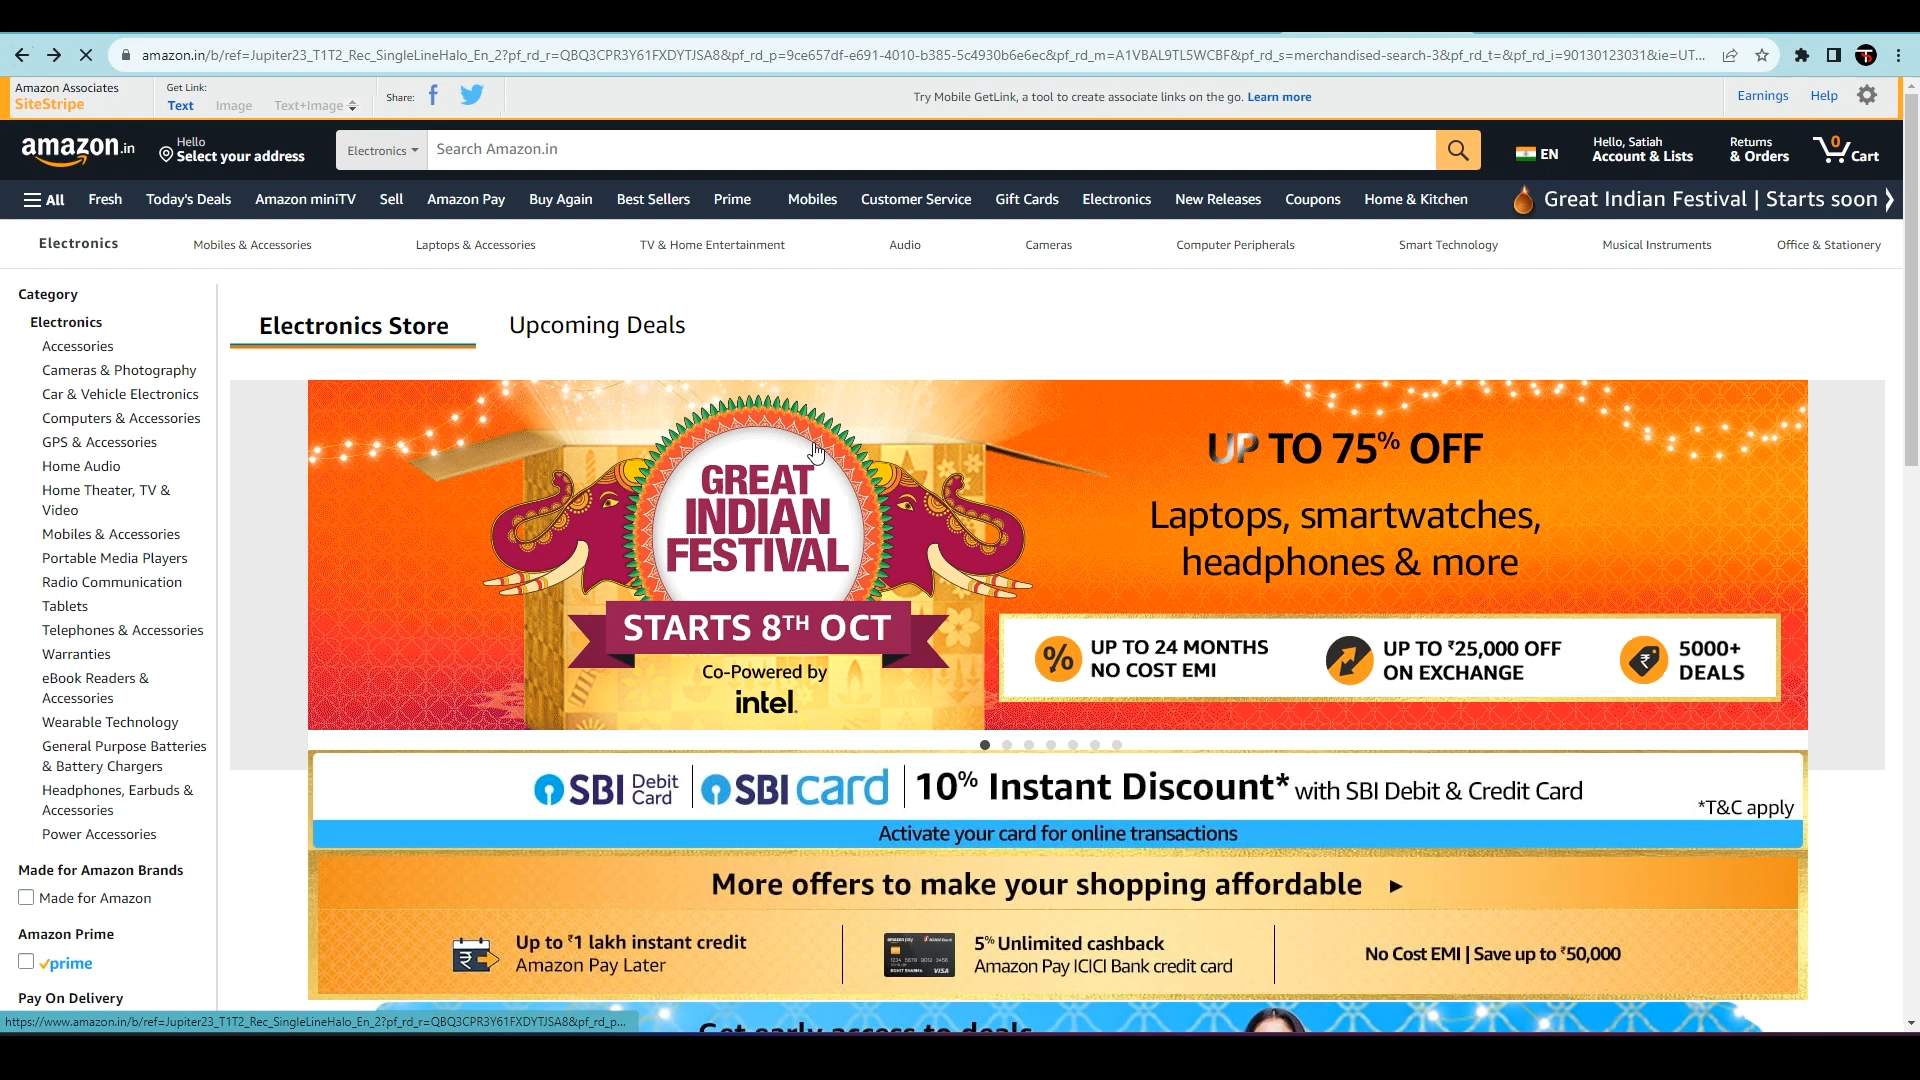 amazon.in/b/ref=Jupiter23_T1T2_Rec_SingleLineHalo_En_2?pf_rd_r=QBQ3CPR3Y61FXDYTJSA8&pf_rd_p=9ce657df-e691-4010-b385-5c4930b6e6ec&pf_rd_m=A1VBAL9TL5WCBF&pf_rd_s=merchandised-search-3&pf_rd_t=&pf_rd_i=90130123031&ie=UT...
Amazon Associates
SiteStripe
Get Link:
Text Image Text+Image
Share:
Try Mobile GetLink, a tool to create associate links on the go. Learn more
Earnings Help
amazon.in
Hello
Select your address
Electronics
Search Amazon.in
EN
Hello, Satiah
Account & Lists
Returns
& Orders
0
Cart
All Fresh Today's Deals Amazon miniTV Sell Amazon Pay Buy Again Best Sellers Prime Mobiles Customer Service Gift Cards Electronics New Releases Coupons Home & Kitchen
Great Indian Festival | Starts soon
Electronics Mobiles & Accessories Laptops & Accessories TV & Home Entertainment Audio Cameras Computer Peripherals Smart Technology Musical Instruments Office & Stationery
Category
Electronics
Accessories
Cameras & Photography
Car & Vehicle Electronics
Computers & Accessories
GPS & Accessories
Home Audio
Home Theater, TV &
Video
Mobiles & Accessories
Portable Media Players
Radio Communication
Tablets
Telephones & Accessories
Warranties
eBook Readers &
Accessories
Wearable Technology
General Purpose Batteries
& Battery Chargers
Headphones, Earbuds &
Accessories
Power Accessories
Made for Amazon Brands
Made for Amazon
Amazon Prime
prime
Pay On Delivery
Electronics Store Upcoming Deals
GREAT
INDIAN
FESTIVAL
STARTS 8TH OCT
Co-Powered by
intel.
UP TO 75% OFF
Laptops, smartwatches,
headphones & more
% UP TO 24 MONTHS
NO COST EMI
UP TO ₹25,000 OFF
ON EXCHANGE
₹ 5000+
DEALS
SBI Debit Card
SBI card
10% Instant Discount* with SBI Debit & Credit Card
*T&C apply
Activate your card for online transactions
More offers to make your shopping affordable ►
Up to ₹1 lakh instant credit
Amazon Pay Later
5% Unlimited cashback
Amazon Pay ICICI Bank credit card
No Cost EMI | Save up to ₹50,000
Get early access to deals
https://www.amazon.in/b/ref=Jupiter23_T1T2_Rec_SingleLineHalo_En_2?pf_rd_r=QBQ3CPR3Y61FXDYTJSA8&pf_rd_p...